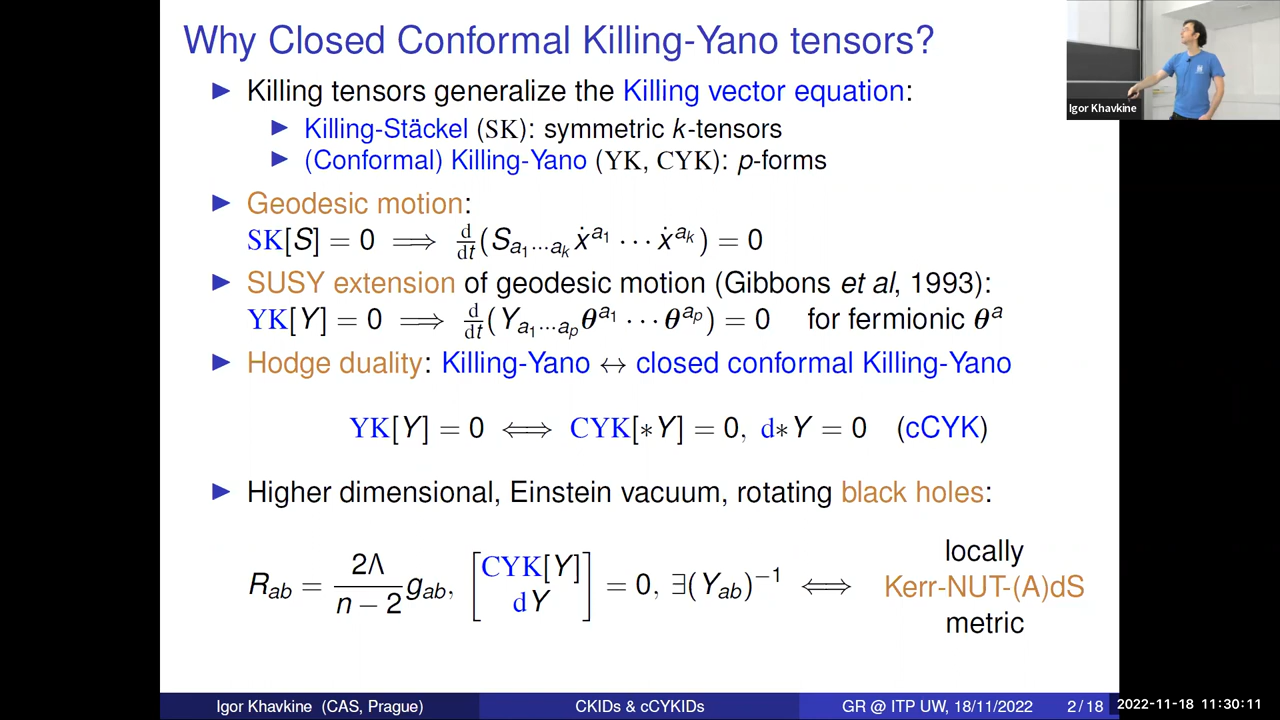 Why Closed Conformal Killing-Yano tensors?
Igor Khavkine
▶ Killing tensors generalize the Killing vector equation:
▶ Killing-Stäckel (SK): symmetric k-tensors
▶ (Conformal) Killing-Yano (YK, CYK): p-forms
▶ Geodesic motion:
SK[S] = 0 ⟹ d/dt (S_{a₁···a_k} ẋ^{a₁} ··· ẋ^{a_k}) = 0
▶ SUSY extension of geodesic motion (Gibbons et al, 1993):
YK[Y] = 0 ⟹ d/dt (Y_{a₁···a_p} θ^{a₁} ··· θ^{a_p}) = 0 for fermionic θ^a
▶ Hodge duality: Killing-Yano ↔ closed conformal Killing-Yano
YK[Y] = 0 ⟺ CYK[∗Y] = 0, d∗Y = 0 (cCYK)
▶ Higher dimensional, Einstein vacuum, rotating black holes:
R_{ab} = 2Λ/(n − 2) g_{ab}, [CYK[Y] dY] = 0, ∃(Y_{ab})^{−1} ⟺
locally
Kerr-NUT-(A)dS
metric
Igor Khavkine (CAS, Prague) CKIDs & cCYKIDs GR @ ITP UW, 18/11/2022 2 / 18
2022-11-18 11:30:11